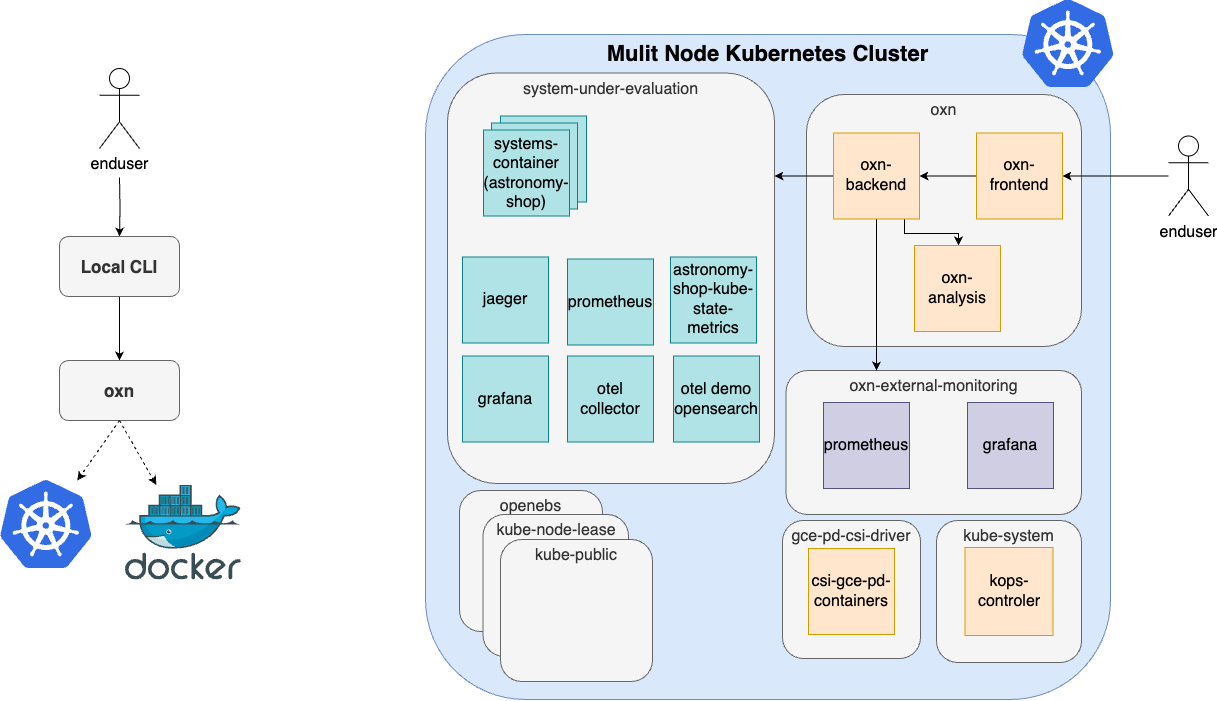 enduser
Local CLI
oxn
docker
Mulit Node Kubernetes Cluster
system-under-evaluation
systems-
container
(astronomy-
shop)
jaeger
prometheus
astronomy-
shop-kube-
state-
metrics
grafana
otel
collector
otel demo
opensearch
oxn
oxn-
backend
oxn-
frontend
oxn-
analysis
enduser
oxn-external-monitoring
prometheus
grafana
openebs
kube-node-lease
kube-public
gce-pd-csi-driver
csi-gce-pd-
containers
kube-system
kops-
controler